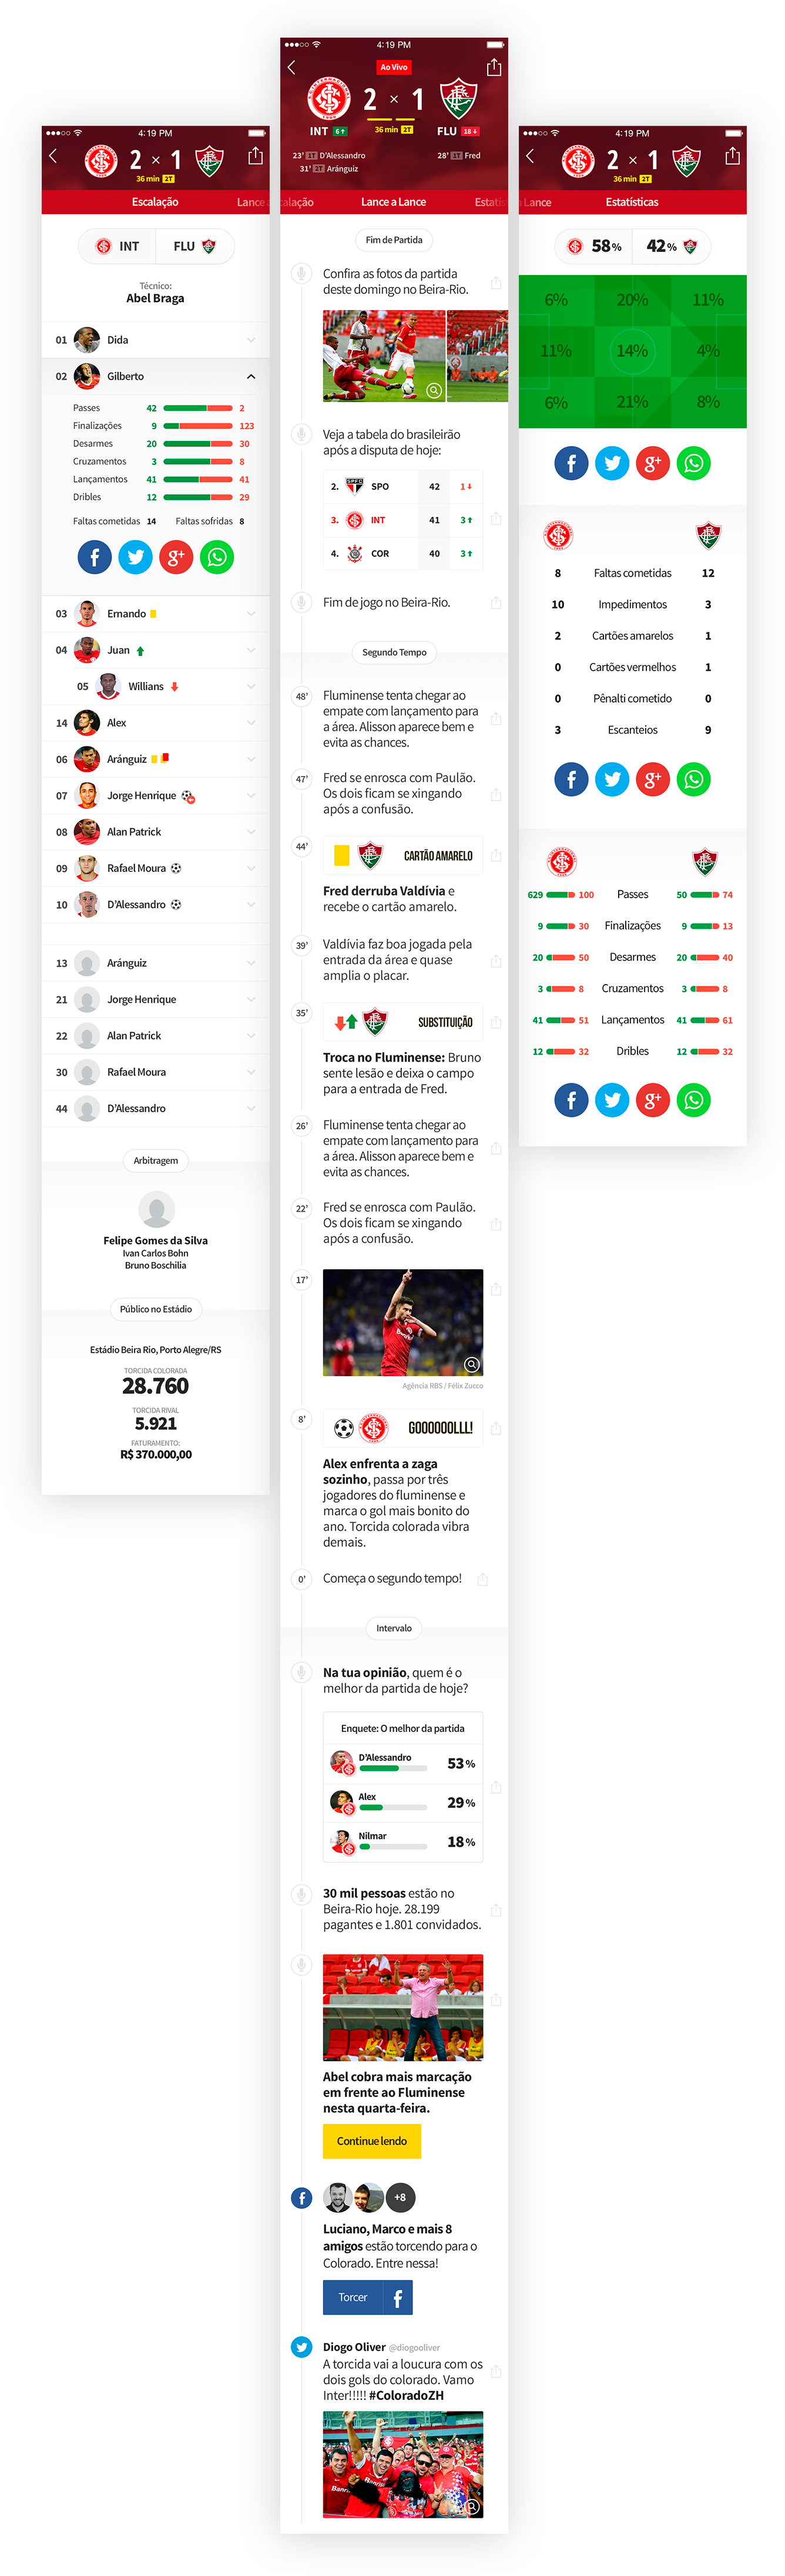 4:19 PM
2 × 1
36 min 2T
Escalação
Lance a
INT
FLU
Técnico:
Abel Braga
01 Dida
02 Gilberto
Passes 42 2
Finalizações 9 123
Desarmes 20 30
Cruzamentos 3 8
Lançamentos 41 41
Dribles 12 29
Faltas cometidas 14 Faltas sofridas 8
03 Ernando
04 Juan
05 Willians
14 Alex
06 Aránguiz
07 Jorge Henrique
08 Alan Patrick
09 Rafael Moura
10 D'Alessandro
13 Aránguiz
21 Jorge Henrique
22 Alan Patrick
30 Rafael Moura
44 D'Alessandro
Arbitragem
Felipe Gomes da Silva
Ivan Carlos Bohn
Bruno Boschilia
Público no Estádio
Estádio Beira Rio, Porto Alegre/RS
TORCIDA COLORADA
28.760
TORCIDA RIVAL
5.921
FATURAMENTO:
R$ 370.000,00
4:19 PM
Ao Vivo
2 × 1
INT 6
36 min 2T
FLU 18
23' 1T D'Alessandro
28' 1T Fred
31' 2T Aránguiz
calação
Lance a Lance
Estatís
Fim de Partida
Confira as fotos da partida
deste domingo no Beira-Rio.
Veja a tabela do brasileirão
após a disputa de hoje:
2. SPFC SPO 42 1
3. INT 41 3
4. COR 40 3
Fim de jogo no Beira-Rio.
Segundo Tempo
48' Fluminense tenta chegar ao
empate com lançamento para
a área. Alisson aparece bem e
evita as chances.
47' Fred se enrosca com Paulão.
Os dois ficam se xingando
após a confusão.
44' CARTÃO AMARELO
Fred derruba Valdívia e
recebe o cartão amarelo.
39' Valdívia faz boa jogada pela
entrada da área e quase
amplia o placar.
35' SUBSTITUIÇÃO
Troca no Fluminense: Bruno
sente lesão e deixa o campo
para a entrada de Fred.
26' Fluminense tenta chegar ao
empate com lançamento para
a área. Alisson aparece bem e
evita as chances.
22' Fred se enrosca com Paulão.
Os dois ficam se xingando
após a confusão.
17'
Agência RBS / Félix Zucco
8' GOOOOOOLLL!
Alex enfrenta a zaga
sozinho, passa por três
jogadores do fluminense e
marca o gol mais bonito do
ano. Torcida colorada vibra
demais.
0' Começa o segundo tempo!
Intervalo
Na tua opinião, quem é o
melhor da partida de hoje?
Enquete: O melhor da partida
D'Alessandro 53%
Alex 29%
Nilmar 18%
30 mil pessoas estão no
Beira-Rio hoje. 28.199
pagantes e 1.801 convidados.
Abel cobra mais marcação
em frente ao Fluminense
nesta quarta-feira.
Continue lendo
+8
Luciano, Marco e mais 8
amigos estão torcendo para o
Colorado. Entre nessa!
Torcer f
Diogo Oliver @diogooliver
A torcida vai a loucura com os
dois gols do colorado. Vamo
Inter!!!!! #ColoradoZH
4:19 PM
2 × 1
36 min 2T
a Lance
Estatísticas
58%
42%
6% 20% 11%
11% 14% 4%
6% 21% 8%
8 Faltas cometidas 12
10 Impedimentos 3
2 Cartões amarelos 1
0 Cartões vermelhos 1
0 Pênalti cometido 0
3 Escanteios 9
629 100 Passes 50 74
9 30 Finalizações 9 13
20 50 Desarmes 20 40
3 8 Cruzamentos 3 8
41 51 Lançamentos 41 61
12 32 Dribles 12 32